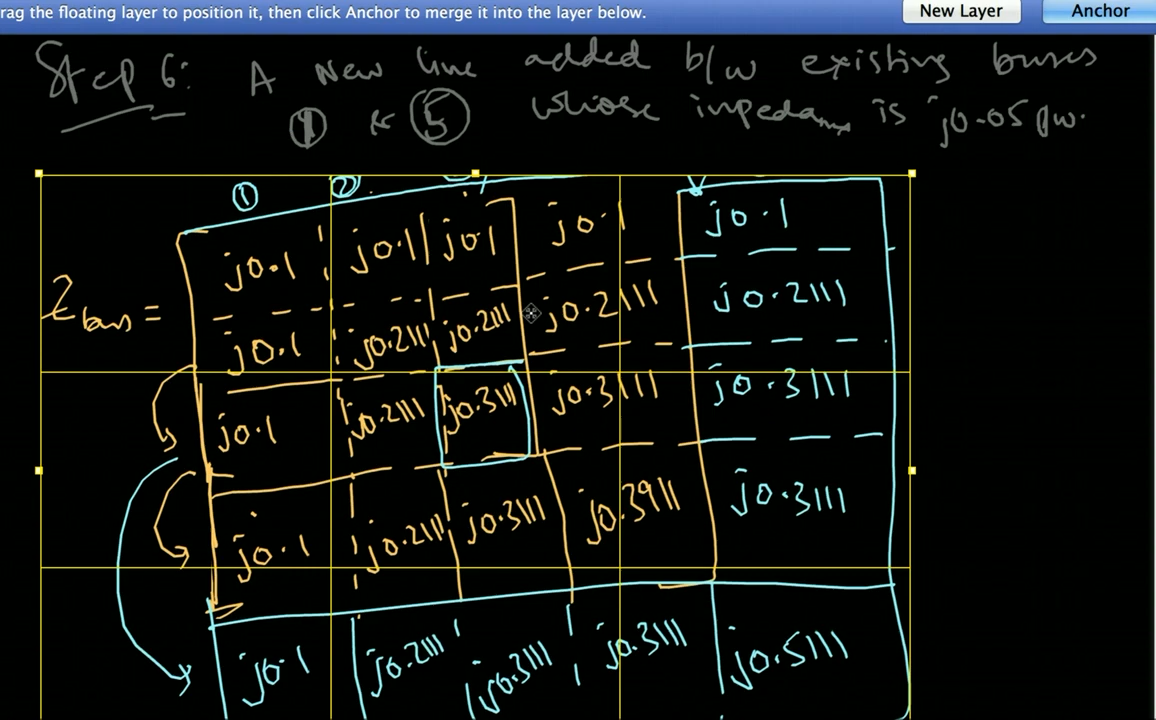 rag the floating layer to position it, then click Anchor to merge it into the layer below. New Layer Anchor
Step 6: A New line added b/w existing buses
① & ⑤ whose impedance is j0.05 pu.
① ②
j0.1 j0.1 j0.1 j0.1 j0.1
Zbus =
j0.1 j0.2111 j0.2111 j0.2111 j0.2111
j0.1 j0.2111 j0.3111 j0.3111 j0.3111
j0.1 j0.2111 j0.3111 j0.3911 j0.3111
j0.1 j0.2111 j0.3111 j0.3111 j0.5111